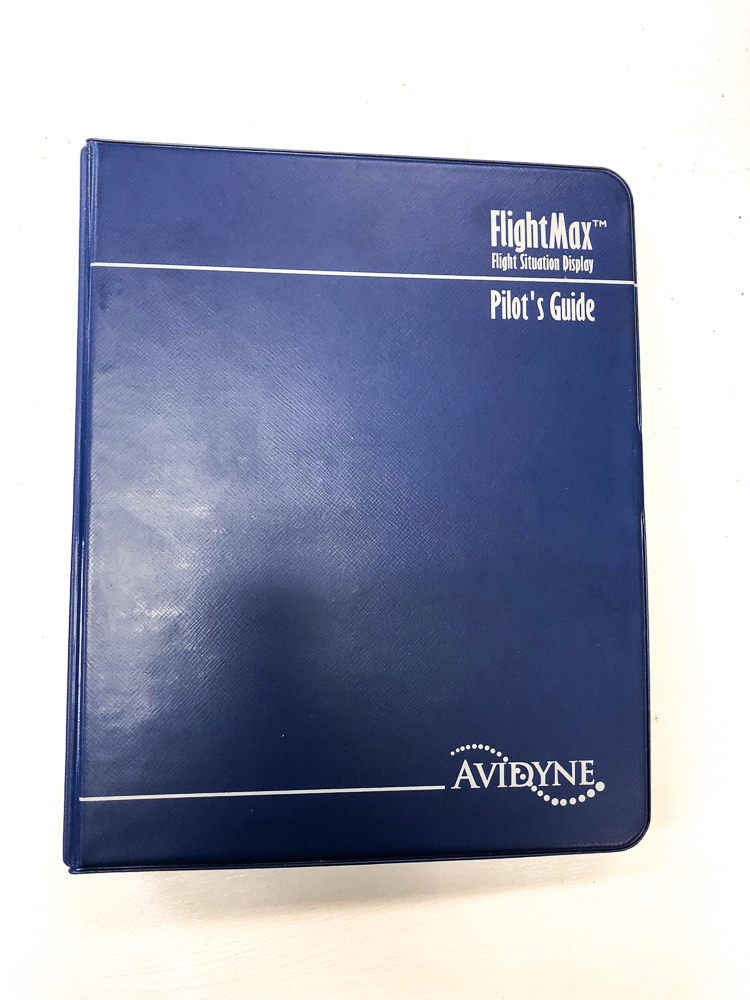 FlightMax™
Flight Situation Display
Pilot's Guide
AVIDYNE